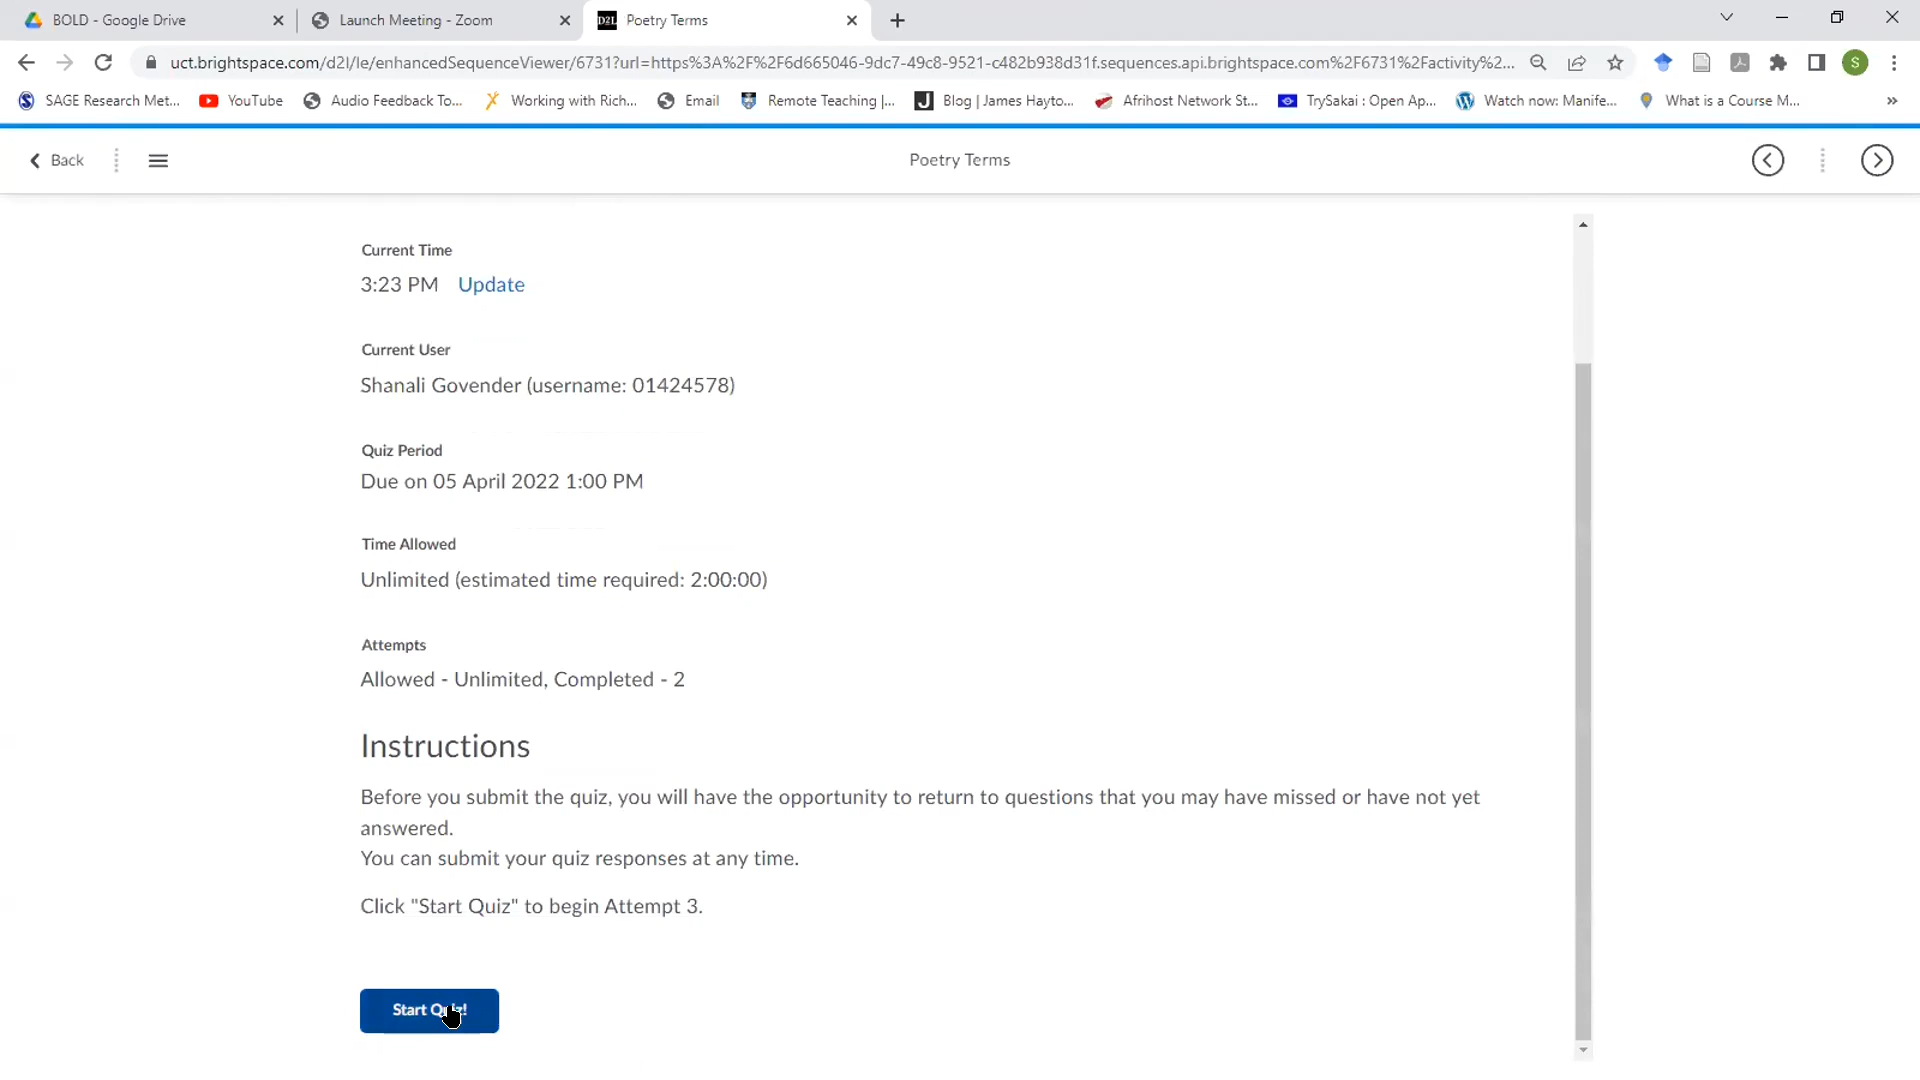 BOLD - Google Drive
Launch Meeting - Zoom
D2L Poetry Terms
uct.brightspace.com/d2l/le/enhancedSequenceViewer/6731?url=https%3A%2F%2F6d665046-9dc7-49c8-9521-c482b938d31f.sequences.api.brightspace.com%2F6731%2Factivity%2... S
SAGE Research Met... YouTube Audio Feedback To... Working with Rich... Email Remote Teaching |... Blog | James Hayto... Afrihost Network St... TrySakai : Open Ap... Watch now: Manife... What is a Course M... »
Back
Poetry Terms
Current Time
3:23 PM Update
Current User
Shanali Govender (username: 01424578)
Quiz Period
Due on 05 April 2022 1:00 PM
Time Allowed
Unlimited (estimated time required: 2:00:00)
Attempts
Allowed - Unlimited, Completed - 2
Instructions
Before you submit the quiz, you will have the opportunity to return to questions that you may have missed or have not yet
answered.
You can submit your quiz responses at any time.
Click "Start Quiz" to begin Attempt 3.
Start Quiz!